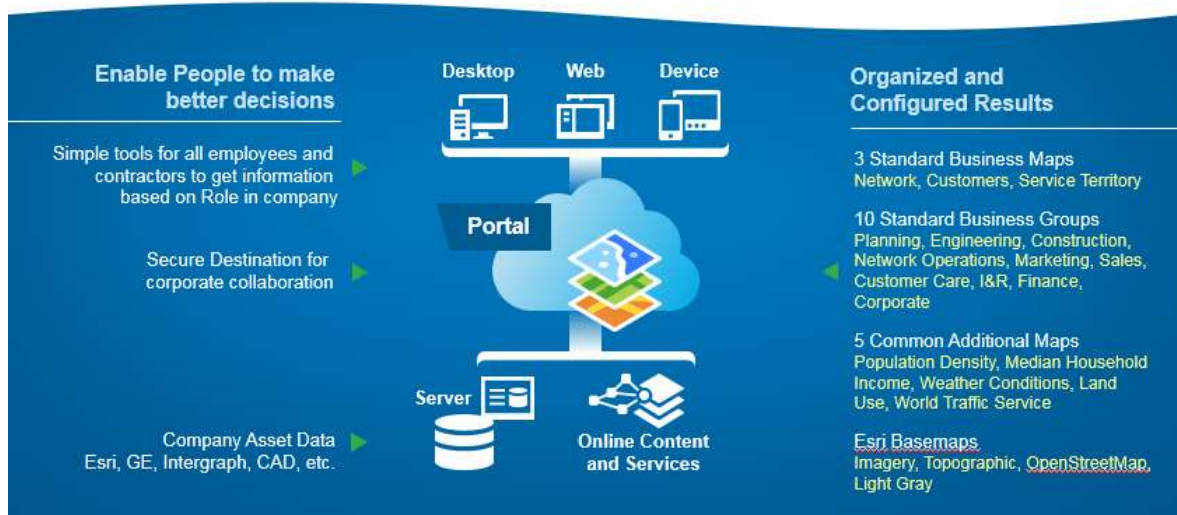 Enable People to make
better decisions
Simple tools for all employees and
contractors to get information
based on Role in company
Secure Destination for
corporate collaboration
Company Asset Data
Esri, GE, Intergraph, CAD, etc.
Desktop
Web
Device
Portal
Server
Online Content
and Services
Organized and
Configured Results
3 Standard Business Maps
Network, Customers, Service Territory
10 Standard Business Groups
Planning, Engineering, Construction,
Network Operations, Marketing, Sales,
Customer Care, I&R, Finance,
Corporate
5 Common Additional Maps
Population Density, Median Household
Income, Weather Conditions, Land
Use, World Traffic Service
Esri Basemaps
Imagery, Topographic, OpenStreetMap,
Light Gray